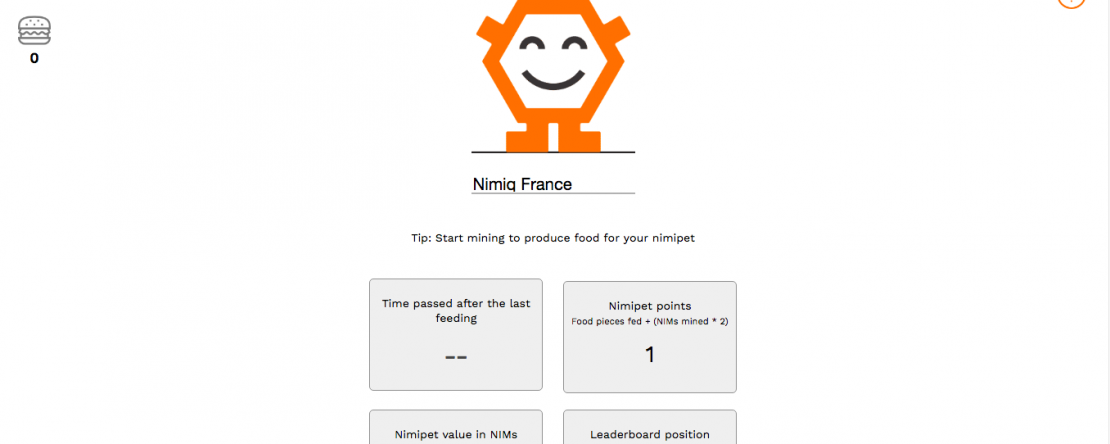 0
Nimiq France
Tip: Start mining to produce food for your nimipet
Time passed after the last
feeding
--
Nimipet points
Food pieces fed + (NIMs mined * 2)
1
Nimipet value in NIMs
Leaderboard position